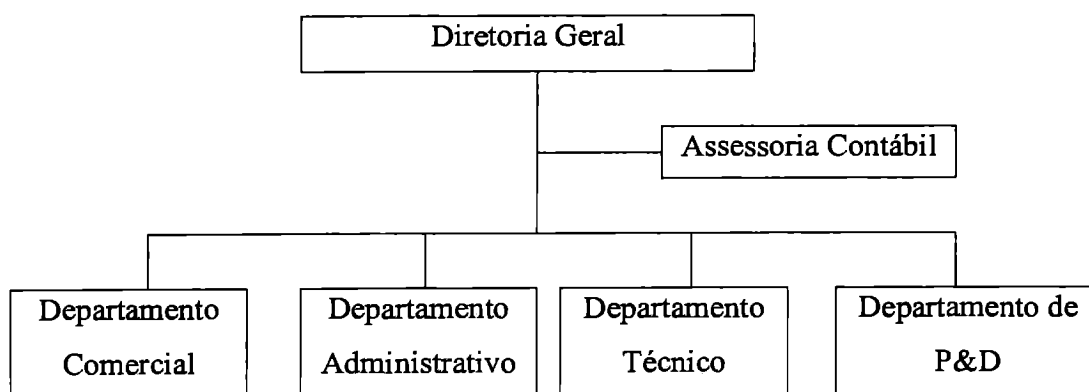 Diretoria Geral
Assessoria Contábil
Departamento
Comercial
Departamento
Administrativo
Departamento
Técnico
Departamento de
P&D